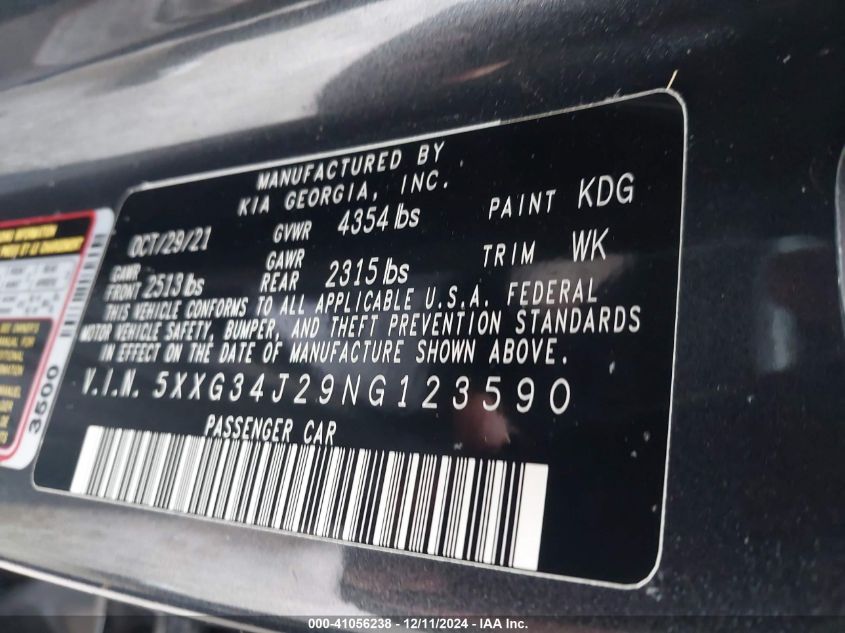 MANUFACTURED BY
KIA GEORGIA, INC.
OCT/29/21 GVWR 4354 lbs PAINT KDG
GAWR FRONT 2513 lbs GAWR REAR 2315 lbs TRIM WK
THIS VEHICLE CONFORMS TO ALL APPLICABLE U.S.A. FEDERAL
MOTOR VEHICLE SAFETY, BUMPER, AND THEFT PREVENTION STANDARDS
IN EFFECT ON THE DATE OF MANUFACTURE SHOWN ABOVE.
V.I.N. 5XXG34J29NG123590
PASSENGER CAR
3500
000-41056238 - 12/11/2024 - IAA Inc.